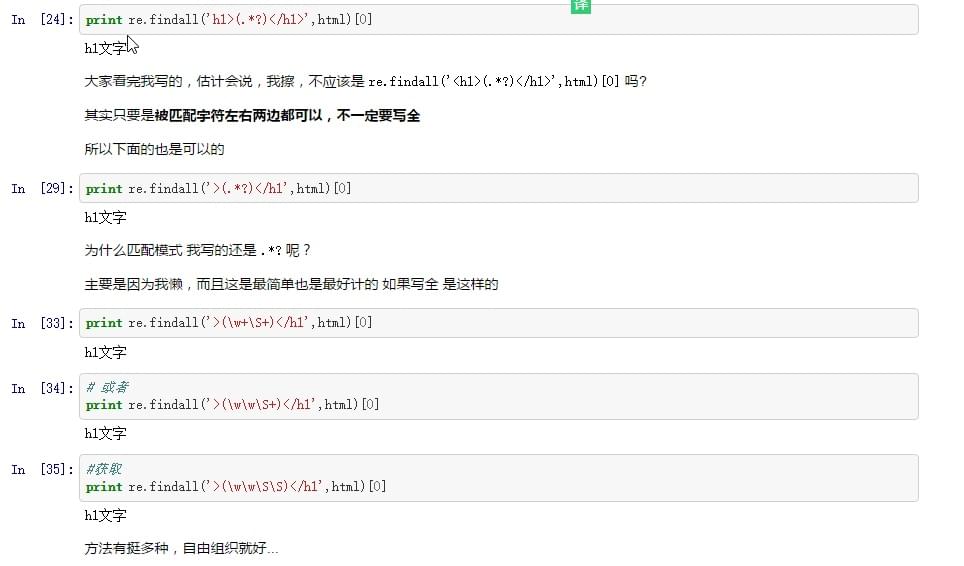 译
In [24]: print re.findall('h1>(.*?)</h1>',html)[0]
h1文字
大家看完我写的，估计会说，我擦，不应该是 re.findall('<h1>(.*?)</h1>',html)[0] 吗？
其实只要是被匹配字符左右两边都可以，不一定要写全
所以下面的也是可以的
In [29]: print re.findall('>(.*?)</h1',html)[0]
h1文字
为什么匹配模式 我写的还是 .*? 呢？
主要是因为我懒，而且这是最简单也是最好计的 如果写全 是这样的
In [33]: print re.findall('>(\w+\S+)</h1',html)[0]
h1文字
In [34]: # 或者
print re.findall('>(\w\w\S+)</h1',html)[0]
h1文字
In [35]: #获取
print re.findall('>(\w\w\S\S)</h1',html)[0]
h1文字
方法有挺多种，自由组织就好...